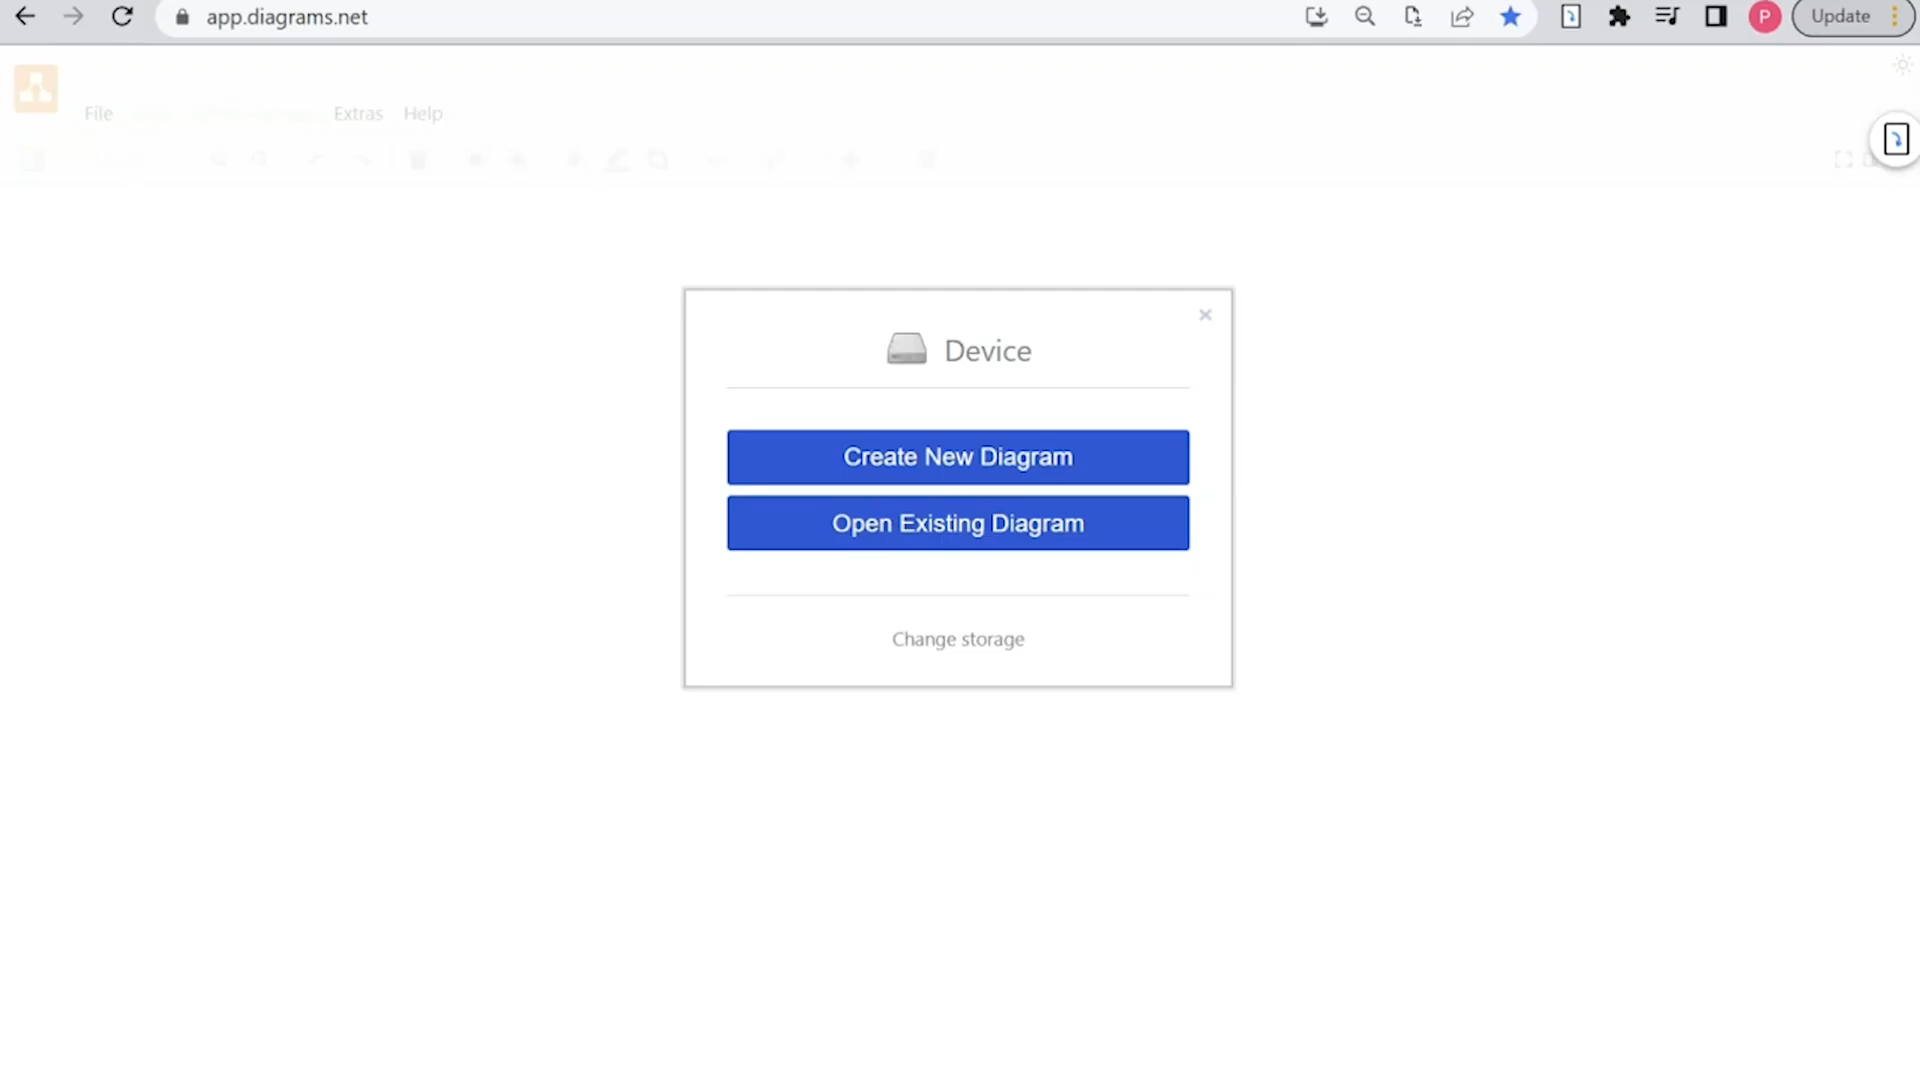 app.diagrams.net
Update
P
File
Extras
Help
Device
Create New Diagram
Open Existing Diagram
Change storage